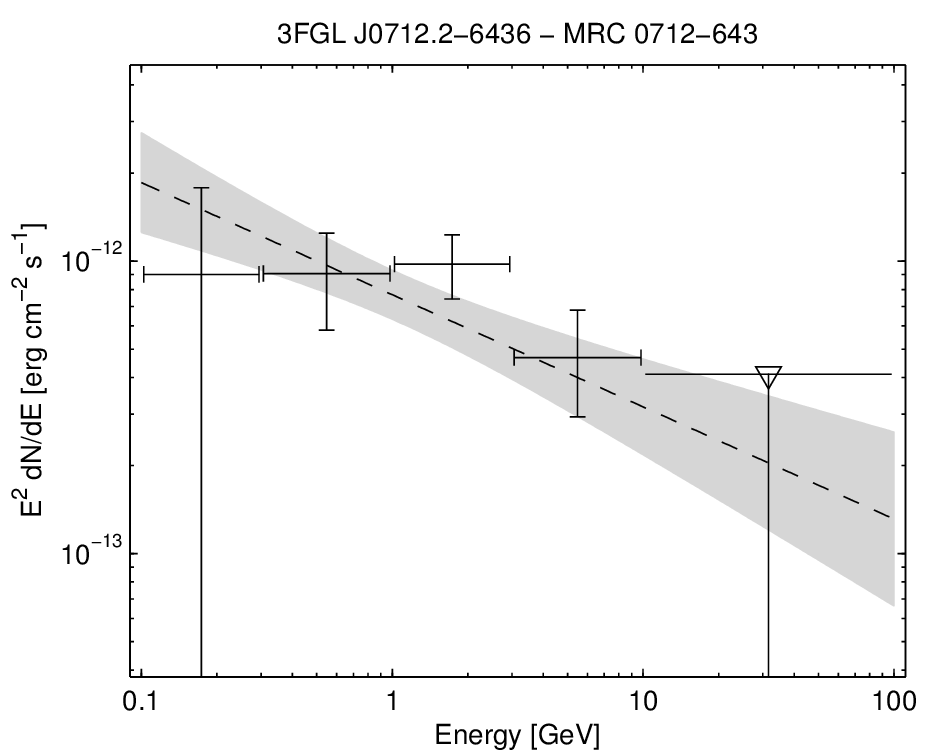 3FGL J0712.2−6436 − MRC 0712−643
E² dN/dE [erg cm⁻² s⁻¹]
10⁻¹²
10⁻¹³
0.1 1 10 100
Energy [GeV]